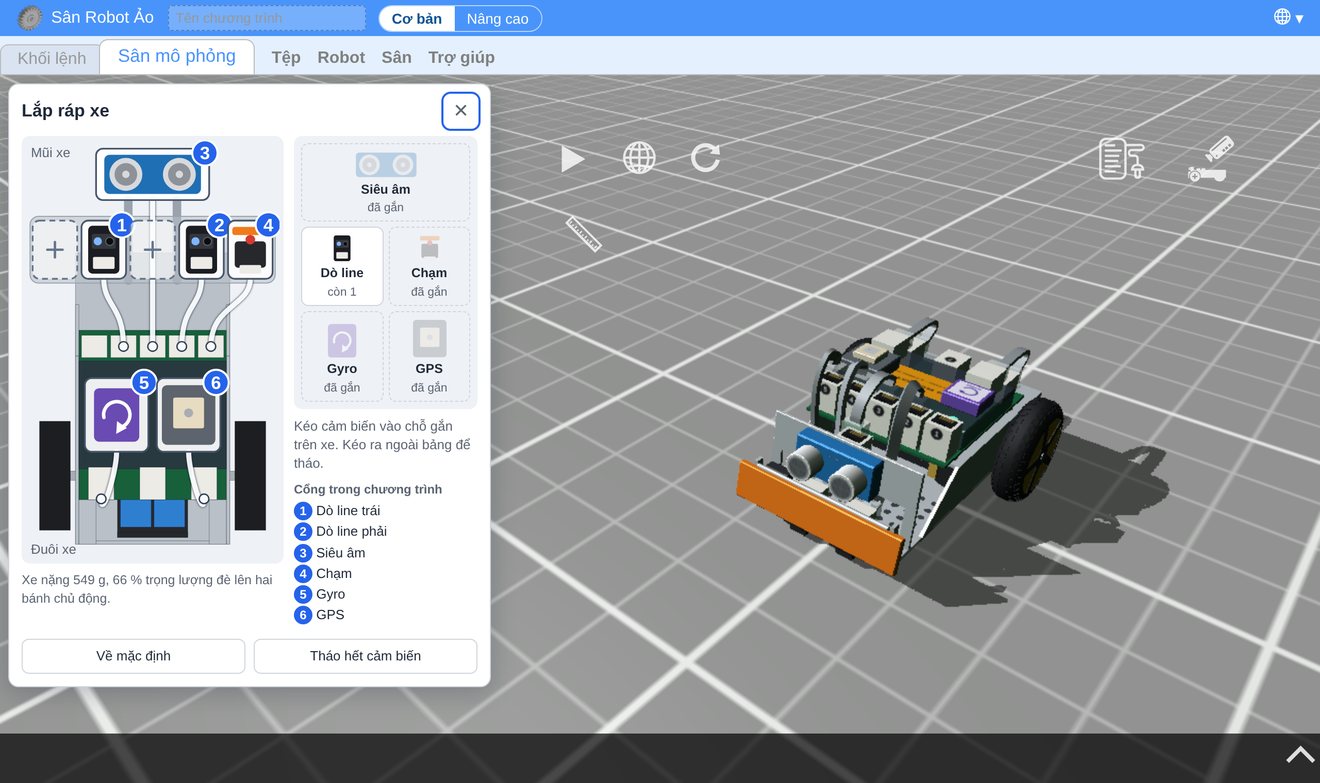 Sân Robot Ảo
Tên chương trình
Cơ bản
Nâng cao
Khối lệnh
Sân mô phỏng
Tệp
Robot
Sân
Trợ giúp
Lắp ráp xe
Mũi xe
3
1
2
4
5
6
Đuôi xe
Xe nặng 549 g, 66 % trọng lượng đè lên hai
bánh chủ động.
Siêu âm
đã gắn
Dò line
còn 1
Chạm
đã gắn
Gyro
đã gắn
GPS
đã gắn
Kéo cảm biến vào chỗ gắn
trên xe. Kéo ra ngoài bảng để
tháo.
Cổng trong chương trình
1 Dò line trái
2 Dò line phải
3 Siêu âm
4 Chạm
5 Gyro
6 GPS
Về mặc định
Tháo hết cảm biến